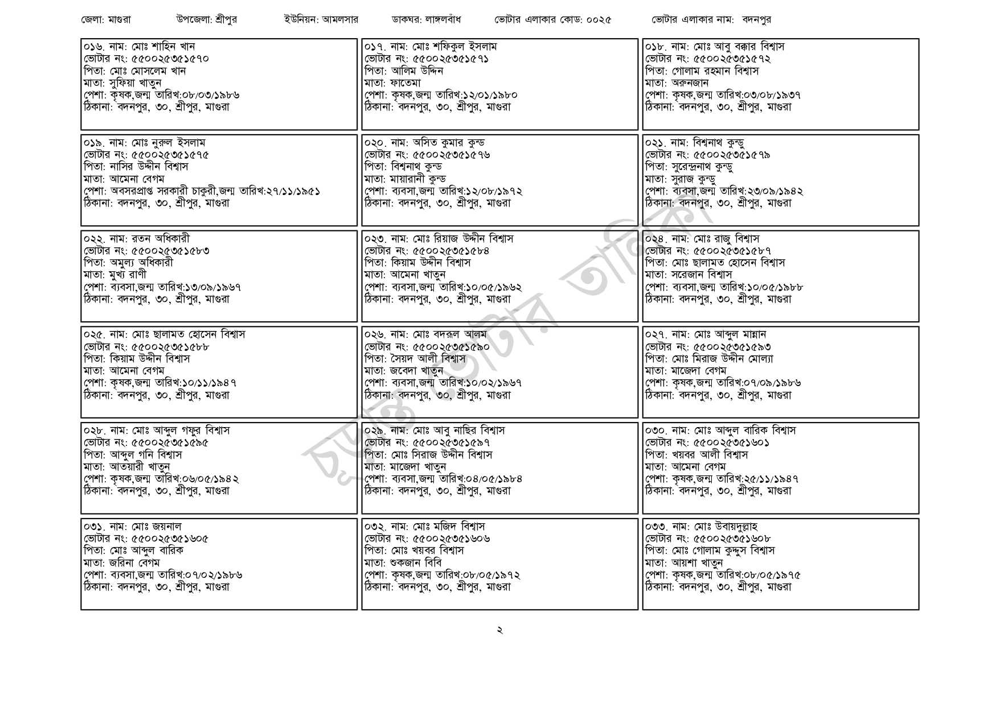 জেলা: মাগুরা উপজেলা: শ্রীপুর ইউনিয়ন: আমলসার ডাকঘর: লাঙ্গলবাঁধ ভোটার এলাকার কোড: ০০২৫ ভোটার এলাকার নাম: বদনপুর
০১৬. নাম: মোঃ শাহিন খান
ভোটার নং: ৫৫০০২৫৩৫১৫৭০
পিতা: মোঃ মোসলেম খান
মাতা: সুফিয়া খাতুন
পেশা: কৃষক,জন্ম তারিখ:০৮/০৩/১৯৮৬
ঠিকানা: বদনপুর, ৩০, শ্রীপুর, মাগুরা
০১৭. নাম: মোঃ শফিকুল ইসলাম
ভোটার নং: ৫৫০০২৫৩৫১৫৭১
পিতা: আলিম উদ্দিন
মাতা: ফাতেমা
পেশা: কৃষক,জন্ম তারিখ:১২/০১/১৯৮০
ঠিকানা: বদনপুর, ৩০, শ্রীপুর, মাগুরা
০১৮. নাম: মোঃ আবু বক্কার বিশ্বাস
ভোটার নং: ৫৫০০২৫৩৫১৫৭২
পিতা: গোলাম রহমান বিশ্বাস
মাতা: অরুনজান
পেশা: কৃষক,জন্ম তারিখ:০৩/০৮/১৯৩৭
ঠিকানা: বদনপুর, ৩০, শ্রীপুর, মাগুরা
০১৯. নাম: মোঃ নুরুল ইসলাম
ভোটার নং: ৫৫০০২৫৩৫১৫৭৫
পিতা: নাসির উদ্দীন বিশ্বাস
মাতা: আমেনা বেগম
পেশা: অবসরপ্রাপ্ত সরকারী চাকুরী,জন্ম তারিখ:২৭/১১/১৯৫১
ঠিকানা: বদনপুর, ৩০, শ্রীপুর, মাগুরা
০২০. নাম: অসিত কুমার কুন্ড
ভোটার নং: ৫৫০০২৫৩৫১৫৭৬
পিতা: বিশ্বনাথ কুন্ড
মাতা: মায়ারানী কুন্ড
পেশা: ব্যবসা,জন্ম তারিখ:১২/০৮/১৯৭২
ঠিকানা: বদনপুর, ৩০, শ্রীপুর, মাগুরা
০২১. নাম: বিশ্বনাথ কুন্ডু
ভোটার নং: ৫৫০০২৫৩৫১৫৭৯
পিতা: সুরেন্দ্রনাথ কুন্ডু
মাতা: সুরাজ কুন্ডু
পেশা: ব্যবসা,জন্ম তারিখ:২৩/০৯/১৯৪২
ঠিকানা: বদনপুর, ৩০, শ্রীপুর, মাগুরা
০২২. নাম: রতন অধিকারী
ভোটার নং: ৫৫০০২৫৩৫১৫৮৩
পিতা: অমুল্য অধিকারী
মাতা: মুখ্য রাণী
পেশা: ব্যবসা,জন্ম তারিখ:১৩/০৯/১৯৬৭
ঠিকানা: বদনপুর, ৩০, শ্রীপুর, মাগুরা
০২৩. নাম: মোঃ রিয়াজ উদ্দীন বিশ্বাস
ভোটার নং: ৫৫০০২৫৩৫১৫৮৪
পিতা: কিয়াম উদ্দীন বিশ্বাস
মাতা: আমেনা খাতুন
পেশা: ব্যবসা,জন্ম তারিখ:১০/০৫/১৯৬২
ঠিকানা: বদনপুর, ৩০, শ্রীপুর, মাগুরা
০২৪. নাম: মোঃ রাজু বিশ্বাস
ভোটার নং: ৫৫০০২৫৩৫১৫৮৭
পিতা: মোঃ ছালামত হোসেন বিশ্বাস
মাতা: সরেজান বিশ্বাস
পেশা: ব্যবসা,জন্ম তারিখ:১০/০৫/১৯৮৮
ঠিকানা: বদনপুর, ৩০, শ্রীপুর, মাগুরা
০২৫. নাম: মোঃ ছালামত হোসেন বিশ্বাস
ভোটার নং: ৫৫০০২৫৩৫১৫৮৮
পিতা: কিয়াম উদ্দীন বিশ্বাস
মাতা: আমেনা বেগম
পেশা: কৃষক,জন্ম তারিখ:১০/১১/১৯৪৭
ঠিকানা: বদনপুর, ৩০, শ্রীপুর, মাগুরা
০২৬. নাম: মোঃ বদরূল আলম
ভোটার নং: ৫৫০০২৫৩৫১৫৯০
পিতা: সৈয়দ আলী বিশ্বাস
মাতা: জবেদা খাতুন
পেশা: ব্যবসা,জন্ম তারিখ:১০/০২/১৯৬৭
ঠিকানা: বদনপুর, ৩০, শ্রীপুর, মাগুরা
০২৭. নাম: মোঃ আব্দুল মান্নান
ভোটার নং: ৫৫০০২৫৩৫১৫৯৩
পিতা: মোঃ মিরাজ উদ্দীন মোল্যা
মাতা: মাজেদা বেগম
পেশা: কৃষক,জন্ম তারিখ:০৭/০৯/১৯৮৬
ঠিকানা: বদনপুর, ৩০, শ্রীপুর, মাগুরা
০২৮. নাম: মোঃ আব্দুল গফুর বিশ্বাস
ভোটার নং: ৫৫০০২৫৩৫১৫৯৫
পিতা: আব্দুল গনি বিশ্বাস
মাতা: আতয়ারী খাতুন
পেশা: কৃষক,জন্ম তারিখ:০৬/০৫/১৯৪২
ঠিকানা: বদনপুর, ৩০, শ্রীপুর, মাগুরা
০২৯. নাম: মোঃ আবু নাছির বিশ্বাস
ভোটার নং: ৫৫০০২৫৩৫১৫৯৭
পিতা: মোঃ সিরাজ উদ্দীন বিশ্বাস
মাতা: মাজেদা খাতুন
পেশা: ব্যবসা,জন্ম তারিখ:০৪/০৫/১৯৮৪
ঠিকানা: বদনপুর, ৩০, শ্রীপুর, মাগুরা
০৩০. নাম: মোঃ আব্দুল বারিক বিশ্বাস
ভোটার নং: ৫৫০০২৫৩৫১৬০১
পিতা: খয়বর আলী বিশ্বাস
মাতা: আমেনা বেগম
পেশা: কৃষক,জন্ম তারিখ:২৫/১১/১৯৪৭
ঠিকানা: বদনপুর, ৩০, শ্রীপুর, মাগুরা
০৩১. নাম: মোঃ জয়নাল
ভোটার নং: ৫৫০০২৫৩৫১৬০৫
পিতা: মোঃ আব্দুল বারিক
মাতা: জরিনা বেগম
পেশা: ব্যবসা,জন্ম তারিখ:০৭/০২/১৯৮৬
ঠিকানা: বদনপুর, ৩০, শ্রীপুর, মাগুরা
০৩২. নাম: মোঃ মজিদ বিশ্বাস
ভোটার নং: ৫৫০০২৫৩৫১৬০৬
পিতা: মোঃ খয়বর বিশ্বাস
মাতা: শুকজান বিবি
পেশা: কৃষক,জন্ম তারিখ:০৮/০৫/১৯৭২
ঠিকানা: বদনপুর, ৩০, শ্রীপুর, মাগুরা
০৩৩. নাম: মোঃ উবায়দুল্লাহ
ভোটার নং: ৫৫০০২৫৩৫১৬০৮
পিতা: মোঃ গোলাম কুদ্দুস বিশ্বাস
মাতা: আয়শা খাতুন
পেশা: কৃষক,জন্ম তারিখ:০৮/০৫/১৯৭৫
ঠিকানা: বদনপুর, ৩০, শ্রীপুর, মাগুরা
চূড়ান্ত ভোটার তালিকা
২